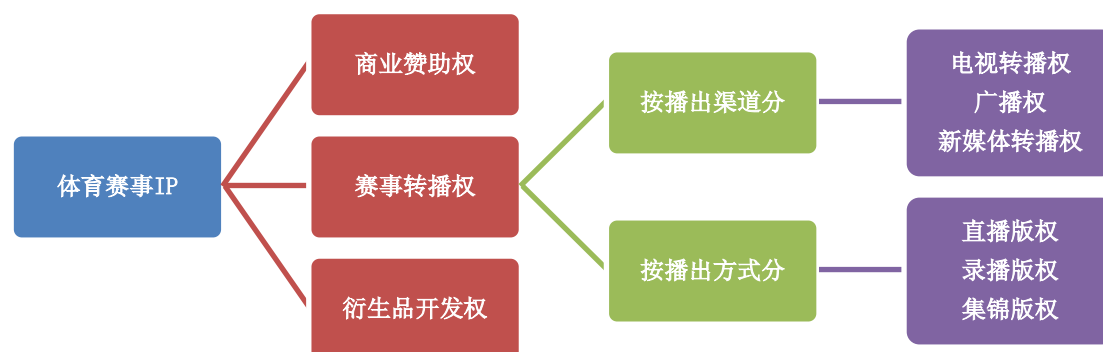 体育赛事IP
商业赞助权
赛事转播权
衍生品开发权
按播出渠道分
按播出方式分
电视转播权
广播权
新媒体转播权
直播版权
录播版权
集锦版权